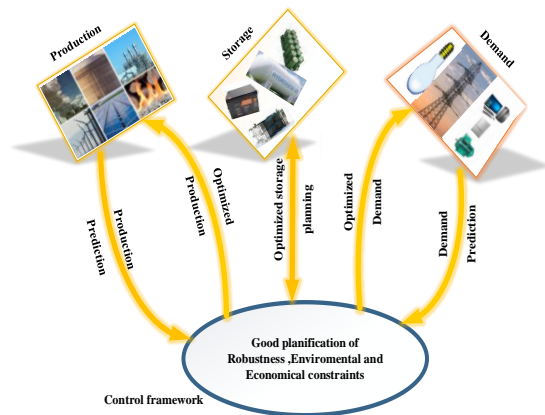 Production
Storage
Demand
Production
Prediction
Optimized
Production
Optimized storage
planning
Optimized
Demand
Demand
Prediction
Good planification of
Robustness ,Enviromental and
Economical constraints
Control framework